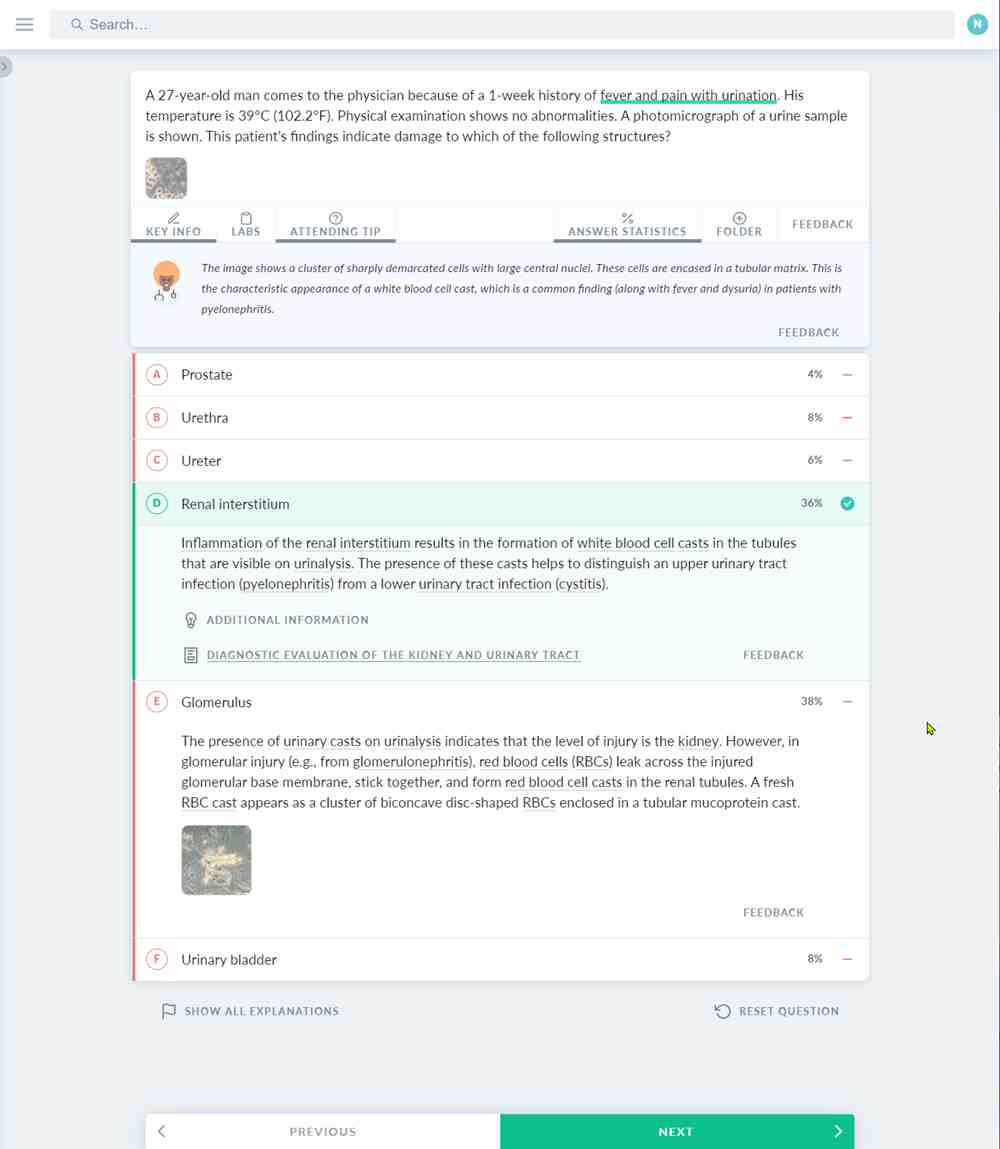 Search...
N
A 27-year-old man comes to the physician because of a 1-week history of fever and pain with urination. His
temperature is 39°C (102.2°F). Physical examination shows no abnormalities. A photomicrograph of a urine sample
is shown. This patient's findings indicate damage to which of the following structures?
KEY INFO LABS ATTENDING TIP ANSWER STATISTICS FOLDER FEEDBACK
The image shows a cluster of sharply demarcated cells with large central nuclei. These cells are encased in a tubular matrix. This is
the characteristic appearance of a white blood cell cast, which is a common finding (along with fever and dysuria) in patients with
pyelonephritis.
FEEDBACK
A Prostate 4%
B Urethra 8%
C Ureter 6%
D Renal interstitium 36%
Inflammation of the renal interstitium results in the formation of white blood cell casts in the tubules
that are visible on urinalysis. The presence of these casts helps to distinguish an upper urinary tract
infection (pyelonephritis) from a lower urinary tract infection (cystitis).
ADDITIONAL INFORMATION
DIAGNOSTIC EVALUATION OF THE KIDNEY AND URINARY TRACT FEEDBACK
E Glomerulus 38%
The presence of urinary casts on urinalysis indicates that the level of injury is the kidney. However, in
glomerular injury (e.g., from glomerulonephritis), red blood cells (RBCs) leak across the injured
glomerular base membrane, stick together, and form red blood cell casts in the renal tubules. A fresh
RBC cast appears as a cluster of biconcave disc-shaped RBCs enclosed in a tubular mucoprotein cast.
FEEDBACK
F Urinary bladder 8%
SHOW ALL EXPLANATIONS RESET QUESTION
PREVIOUS NEXT